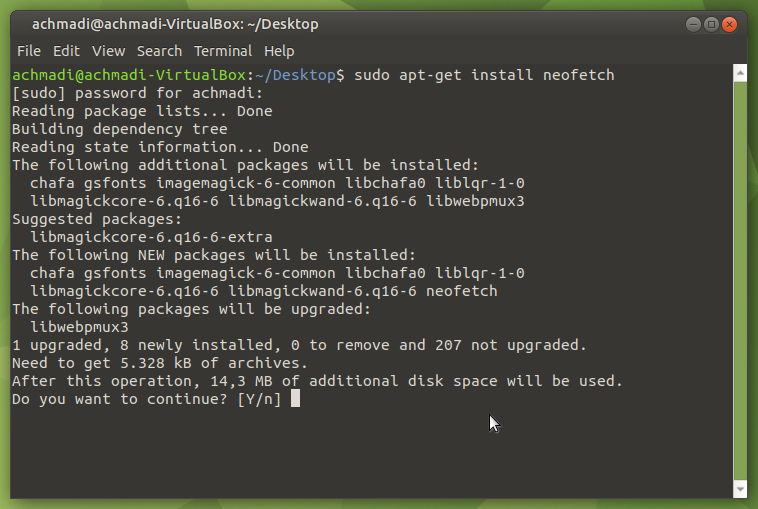 achmadi@achmadi-VirtualBox: ~/Desktop
File Edit View Search Terminal Help
achmadi@achmadi-VirtualBox:~/Desktop$ sudo apt-get install neofetch
[sudo] password for achmadi:
Reading package lists... Done
Building dependency tree
Reading state information... Done
The following additional packages will be installed:
  chafa gsfonts imagemagick-6-common libchafa0 liblqr-1-0
  libmagickcore-6.q16-6 libmagickwand-6.q16-6 libwebpmux3
Suggested packages:
  libmagickcore-6.q16-6-extra
The following NEW packages will be installed:
  chafa gsfonts imagemagick-6-common libchafa0 liblqr-1-0
  libmagickcore-6.q16-6 libmagickwand-6.q16-6 neofetch
The following packages will be upgraded:
  libwebpmux3
1 upgraded, 8 newly installed, 0 to remove and 207 not upgraded.
Need to get 5.328 kB of archives.
After this operation, 14,3 MB of additional disk space will be used.
Do you want to continue? [Y/n]